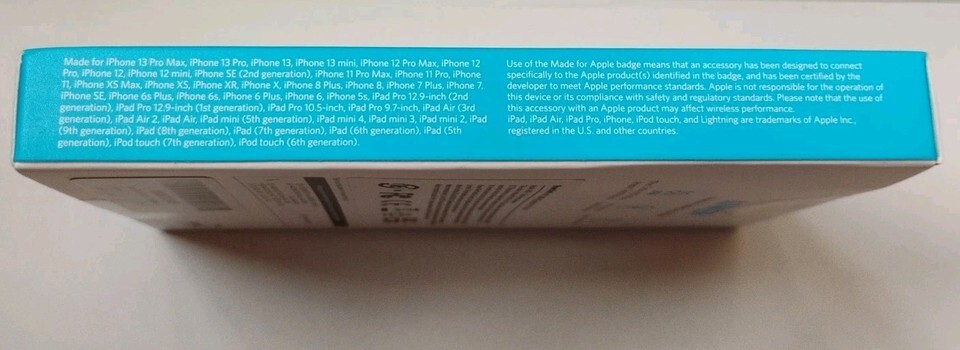 Made for iPhone 13 Pro Max, iPhone 13 Pro, iPhone 13, iPhone 13 mini, iPhone 12 Pro Max, iPhone 12
Pro, iPhone 12, iPhone 12 mini, iPhone SE (2nd generation), iPhone 11 Pro Max, iPhone 11 Pro, iPhone
11, iPhone XS Max, iPhone XS, iPhone XR, iPhone X, iPhone 8 Plus, iPhone 8, iPhone 7 Plus, iPhone 7,
iPhone SE, iPhone 6s Plus, iPhone 6s, iPhone 6 Plus, iPhone 6, iPhone 5s, iPad Pro 12.9-inch (2nd
generation), iPad Pro 12.9-inch (1st generation), iPad Pro 10.5-inch, iPad Pro 9.7-inch, iPad Air (3rd
generation), iPad Air 2, iPad Air, iPad mini (5th generation), iPad mini 4, iPad mini 3, iPad mini 2, iPad
(9th generation), iPad (8th generation), iPad (7th generation), iPad (6th generation), iPad (5th
generation), iPod touch (7th generation), iPod touch (6th generation).
Use of the Made for Apple badge means that an accessory has been designed to connect
specifically to the Apple product(s) identified in the badge, and has been certified by the
developer to meet Apple performance standards. Apple is not responsible for the operation of
this device or its compliance with safety and regulatory standards. Please note that the use of
this accessory with an Apple product may affect wireless performance.
iPad, iPad Air, iPad Pro, iPhone, iPod touch, and Lightning are trademarks of Apple Inc.,
registered in the U.S. and other countries.